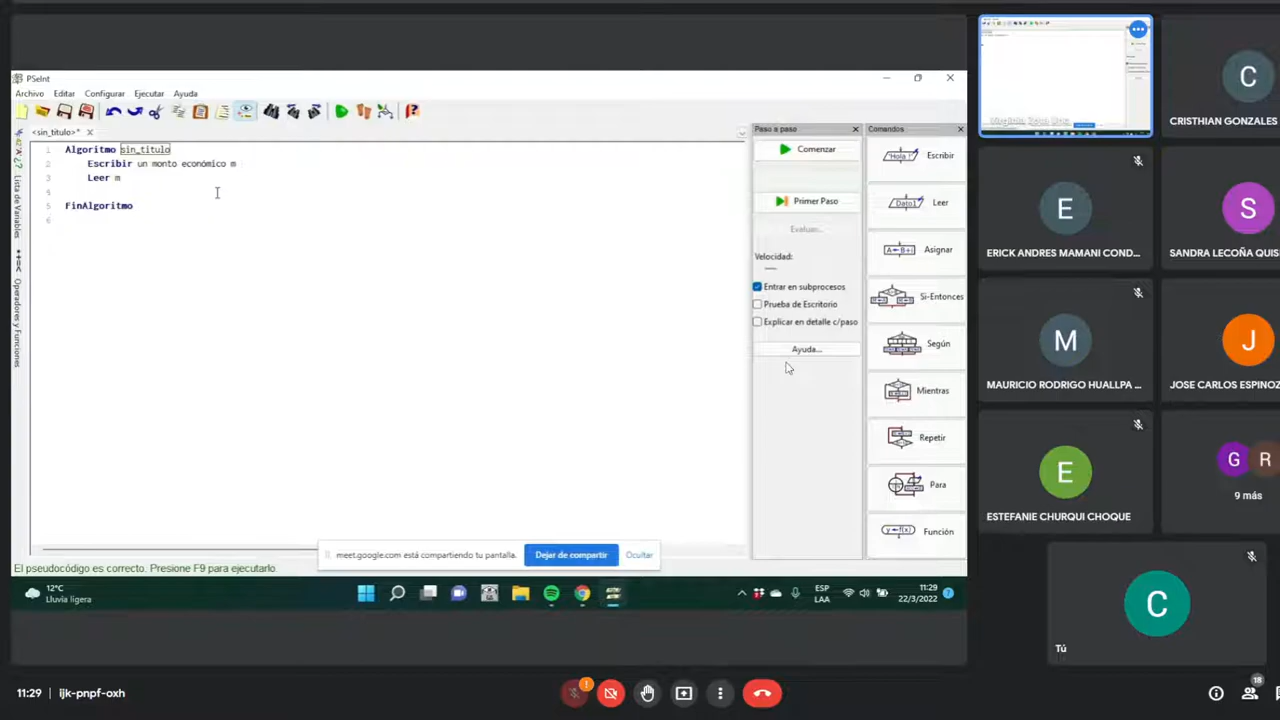 PSeInt
Archivo Editar Configurar Ejecutar Ayuda
<sin_titulo>*
1 Algoritmo sin_titulo
2 Escribir un monto económico m
3 Leer m
4
5 FinAlgoritmo
6
Lista de Variables
Operadores y Funciones
Paso a paso
Comenzar
Primer Paso
Evaluar...
Velocidad:
Entrar en subprocesos
Prueba de Escritorio
Explicar en detalle c/paso
Ayuda...
Comandos
'Hola !' Escribir
Dato1 Leer
A←B+i Asignar
Si-Entonces
Según
Mientras
Repetir
Para
y←f(x) Función
meet.google.com está compartiendo tu pantalla. Dejar de compartir Ocultar
El pseudocódigo es correcto. Presione F9 para ejecutarlo.
12°C
Lluvia ligera
ESP
LAA
11:29
22/3/2022
7
C
CRISTHIAN GONZALES
E
ERICK ANDRES MAMANI COND...
S
SANDRA LECOÑA QUIS
M
MAURICIO RODRIGO HUALLPA ...
J
JOSE CARLOS ESPINOZ
E
ESTEFANIE CHURQUI CHOQUE
G R
9 más
C
Tú
11:29 ijk-pnpf-oxh
18